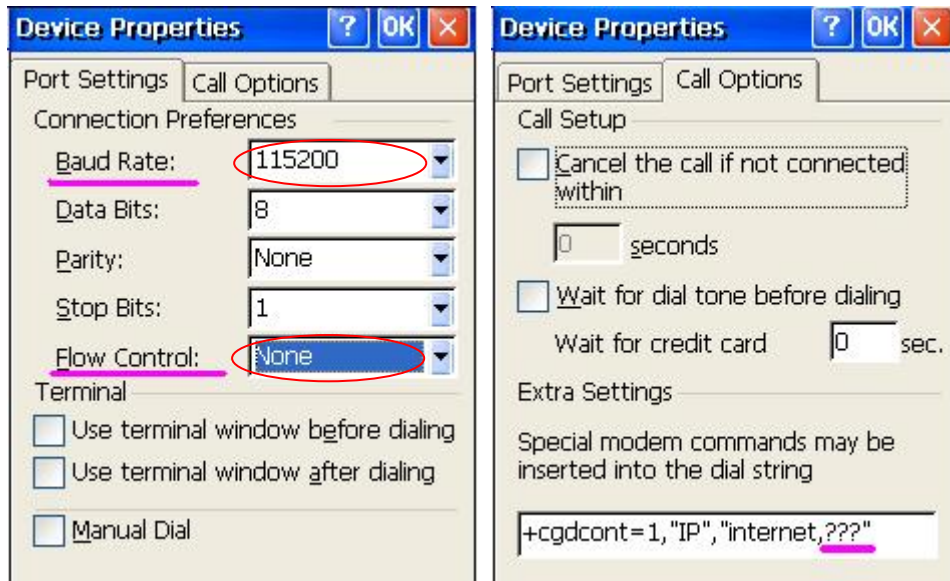 Device Properties ? OK ×
Port Settings Call Options
Connection Preferences
Baud Rate: 115200
Data Bits: 8
Parity: None
Stop Bits: 1
Flow Control: None
Terminal
Use terminal window before dialing
Use terminal window after dialing
Manual Dial
Device Properties ? OK ×
Port Settings Call Options
Call Setup
Cancel the call if not connected
within
0 seconds
Wait for dial tone before dialing
Wait for credit card 0 sec.
Extra Settings
Special modem commands may be
inserted into the dial string
+cgdcont=1,"IP","internet,???"